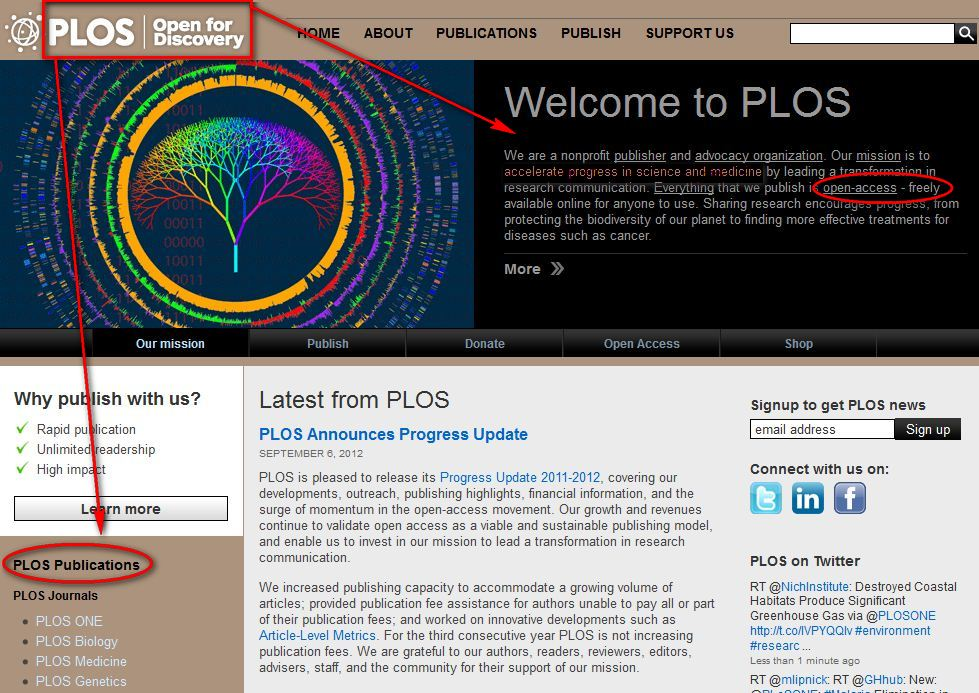 PLOS Open for Discovery
HOME ABOUT PUBLICATIONS PUBLISH SUPPORT US
10011
Welcome to PLOS
We are a nonprofit publisher and advocacy organization. Our mission is to
accelerate progress in science and medicine by leading a transformation in
research communication. Everything that we publish is open-access - freely
available online for anyone to use. Sharing research encourages progress, from
protecting the biodiversity of our planet to finding more effective treatments for
diseases such as cancer.
More
00011
00000
10011
Our mission Publish Donate Open Access Shop
Why publish with us?
Rapid publication
Unlimited readership
High impact
Learn more
PLOS Publications
PLOS Journals
PLOS ONE
PLOS Biology
PLOS Medicine
PLOS Genetics
Latest from PLOS
PLOS Announces Progress Update
SEPTEMBER 6, 2012
PLOS is pleased to release its Progress Update 2011-2012, covering our
developments, outreach, publishing highlights, financial information, and the
surge of momentum in the open-access movement. Our growth and revenues
continue to validate open access as a viable and sustainable publishing model,
and enable us to invest in our mission to lead a transformation in research
communication.
We increased publishing capacity to accommodate a growing volume of
articles; provided publication fee assistance for authors unable to pay all or part
of their publication fees; and worked on innovative developments such as
Article-Level Metrics. For the third consecutive year PLOS is not increasing
publication fees. We are grateful to our authors, readers, reviewers, editors,
advisers, staff, and the community for their support of our mission.
Signup to get PLOS news
email address Sign up
Connect with us on:
PLOS on Twitter
RT @NichInstitute: Destroyed Coastal
Habitats Produce Significant
Greenhouse Gas via @PLOSONE
http://t.co/IVPYQQlv #environment
#researc ...
Less than 1 minute ago
RT @mlipnick: RT @GHhub: New:
@PLoSONE: #Malaria Elimination in